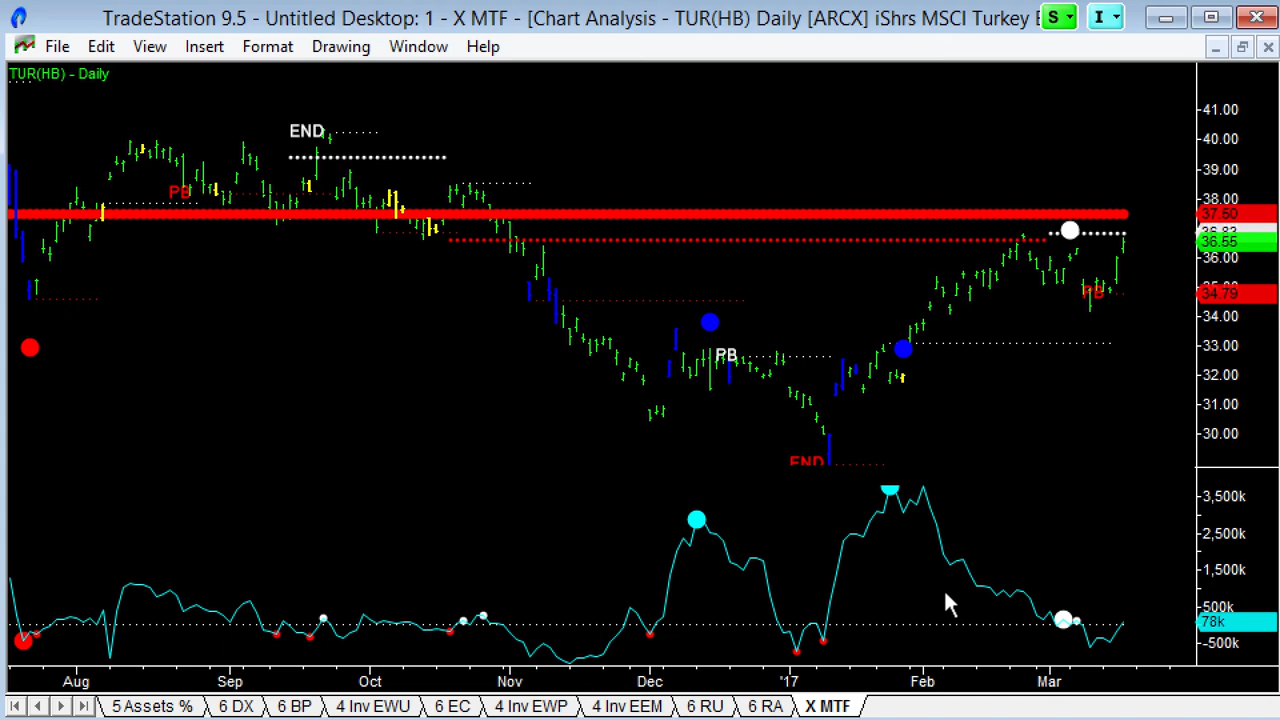 TradeStation 9.5 - Untitled Desktop: 1 - X MTF - [Chart Analysis - TUR(HB) Daily [ARCX] iShrs MSCI Turkey
S I
File Edit View Insert Format Drawing Window Help
TUR(HB) - Daily
41.00
END
40.00
39.00
PB
38.00
37.60
36.55
36.00
PB
34.79
34.00
33.00
PB
32.00
31.00
30.00
END
3,500k
2,500k
1,500k
500k
78k
-500k
Aug Sep Oct Nov Dec '17 Feb Mar
5 Assets % 6 DX 6 BP 4 Inv EWU 6 EC 4 Inv EWP 4 Inv EEM 6 RU 6 RA X MTF